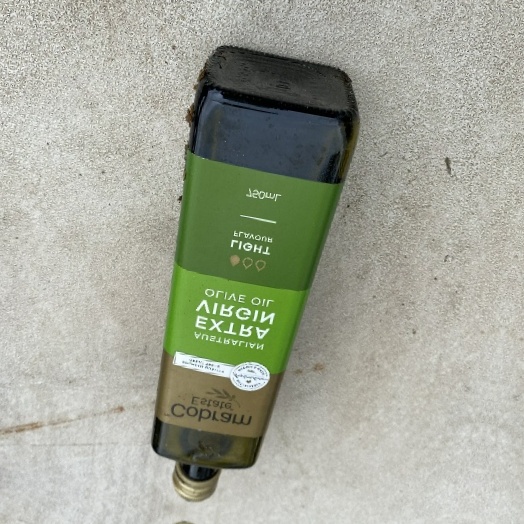 Cobram
Estate
AUSTRALIAN
EXTRA
VIRGIN
OLIVE OIL
LIGHT
FLAVOUR
750mL